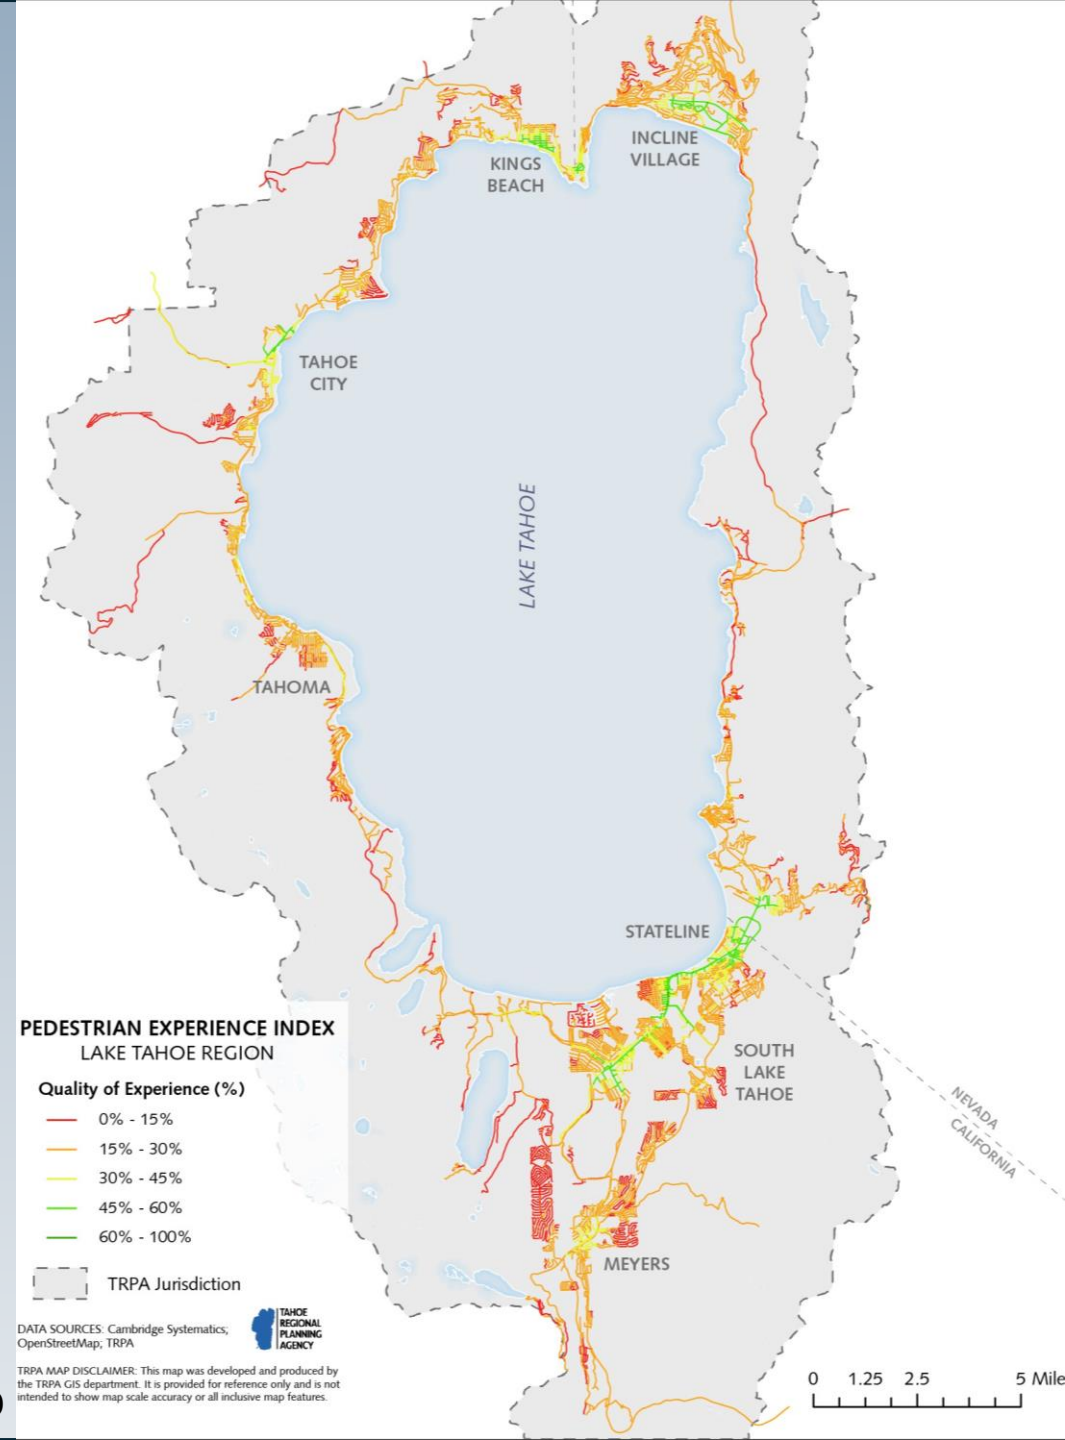 INCLINE
VILLAGE
KINGS
BEACH
TAHOE
CITY
LAKE TAHOE
TAHOMA
STATELINE
SOUTH
LAKE
TAHOE
NEVADA
CALIFORNIA
MEYERS
PEDESTRIAN EXPERIENCE INDEX
LAKE TAHOE REGION
Quality of Experience (%)
0% - 15%
15% - 30%
30% - 45%
45% - 60%
60% - 100%
TRPA Jurisdiction
TAHOE
REGIONAL
PLANNING
AGENCY
DATA SOURCES: Cambridge Systematics;
OpenStreetMap; TRPA
TRPA MAP DISCLAIMER: This map was developed and produced by
the TRPA GIS department. It is provided for reference only and is not
intended to show map scale accuracy or all inclusive map features.
0 1.25 2.5 5 Mile